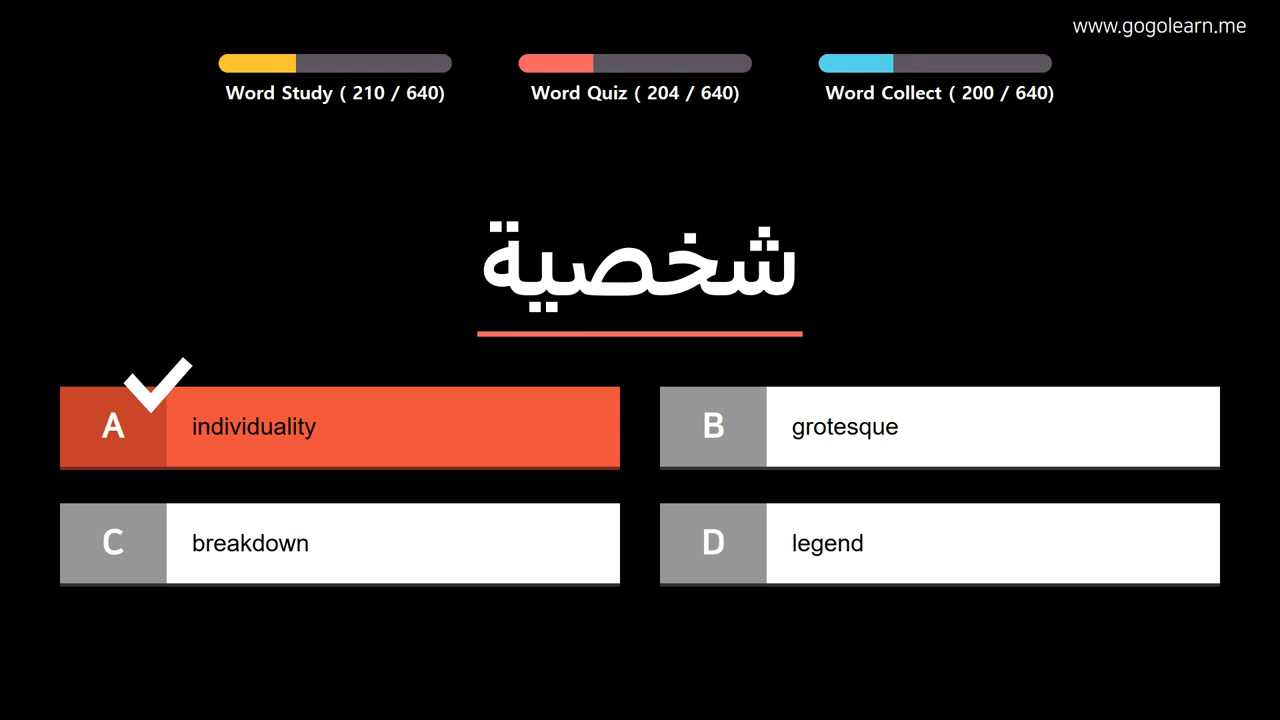 www.gogolearn.me
Word Study ( 210 / 640)
Word Quiz ( 204 / 640)
Word Collect ( 200 / 640)
شخصية
A individuality
B grotesque
C breakdown
D legend